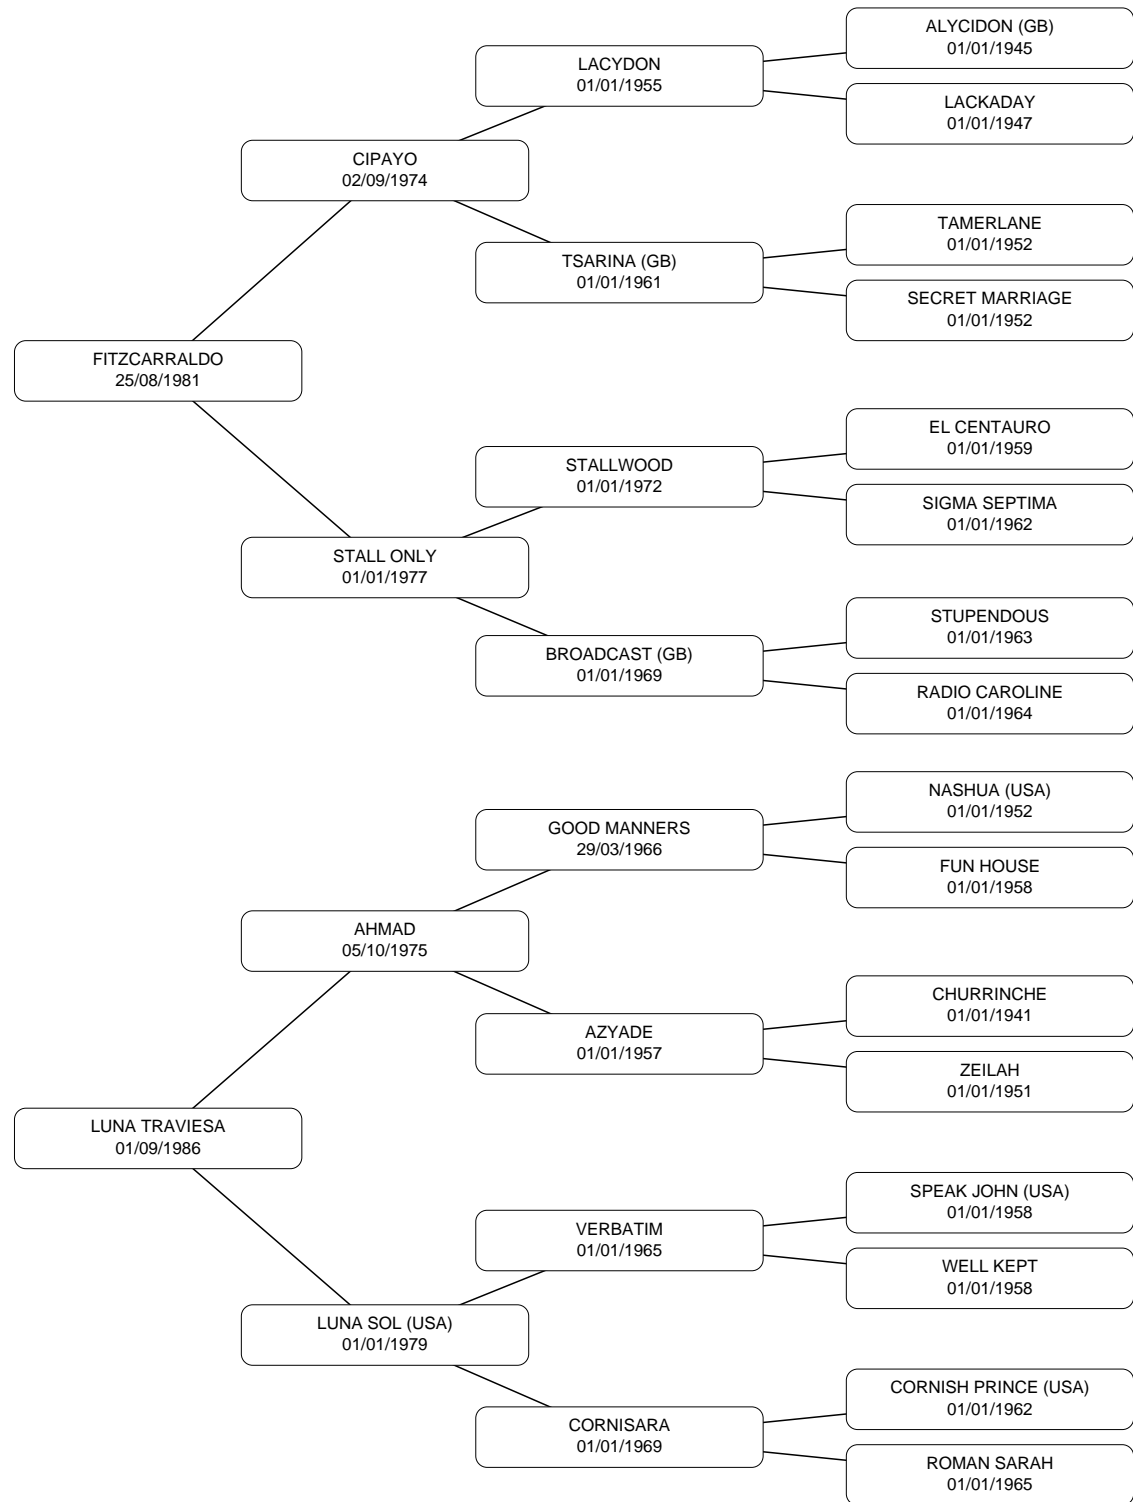 ALYCIDON (GB)
01/01/1945
LACYDON
01/01/1955
LACKADAY
01/01/1947
CIPAYO
02/09/1974
TAMERLANE
01/01/1952
TSARINA (GB)
01/01/1961
SECRET MARRIAGE
01/01/1952
FITZCARRALDO
25/08/1981
EL CENTAURO
01/01/1959
STALLWOOD
01/01/1972
SIGMA SEPTIMA
01/01/1962
STALL ONLY
01/01/1977
STUPENDOUS
01/01/1963
BROADCAST (GB)
01/01/1969
RADIO CAROLINE
01/01/1964
NASHUA (USA)
01/01/1952
GOOD MANNERS
29/03/1966
FUN HOUSE
01/01/1958
AHMAD
05/10/1975
CHURRINCHE
01/01/1941
AZYADE
01/01/1957
ZEILAH
01/01/1951
LUNA TRAVIESA
01/09/1986
SPEAK JOHN (USA)
01/01/1958
VERBATIM
01/01/1965
WELL KEPT
01/01/1958
LUNA SOL (USA)
01/01/1979
CORNISH PRINCE (USA)
01/01/1962
CORNISARA
01/01/1969
ROMAN SARAH
01/01/1965